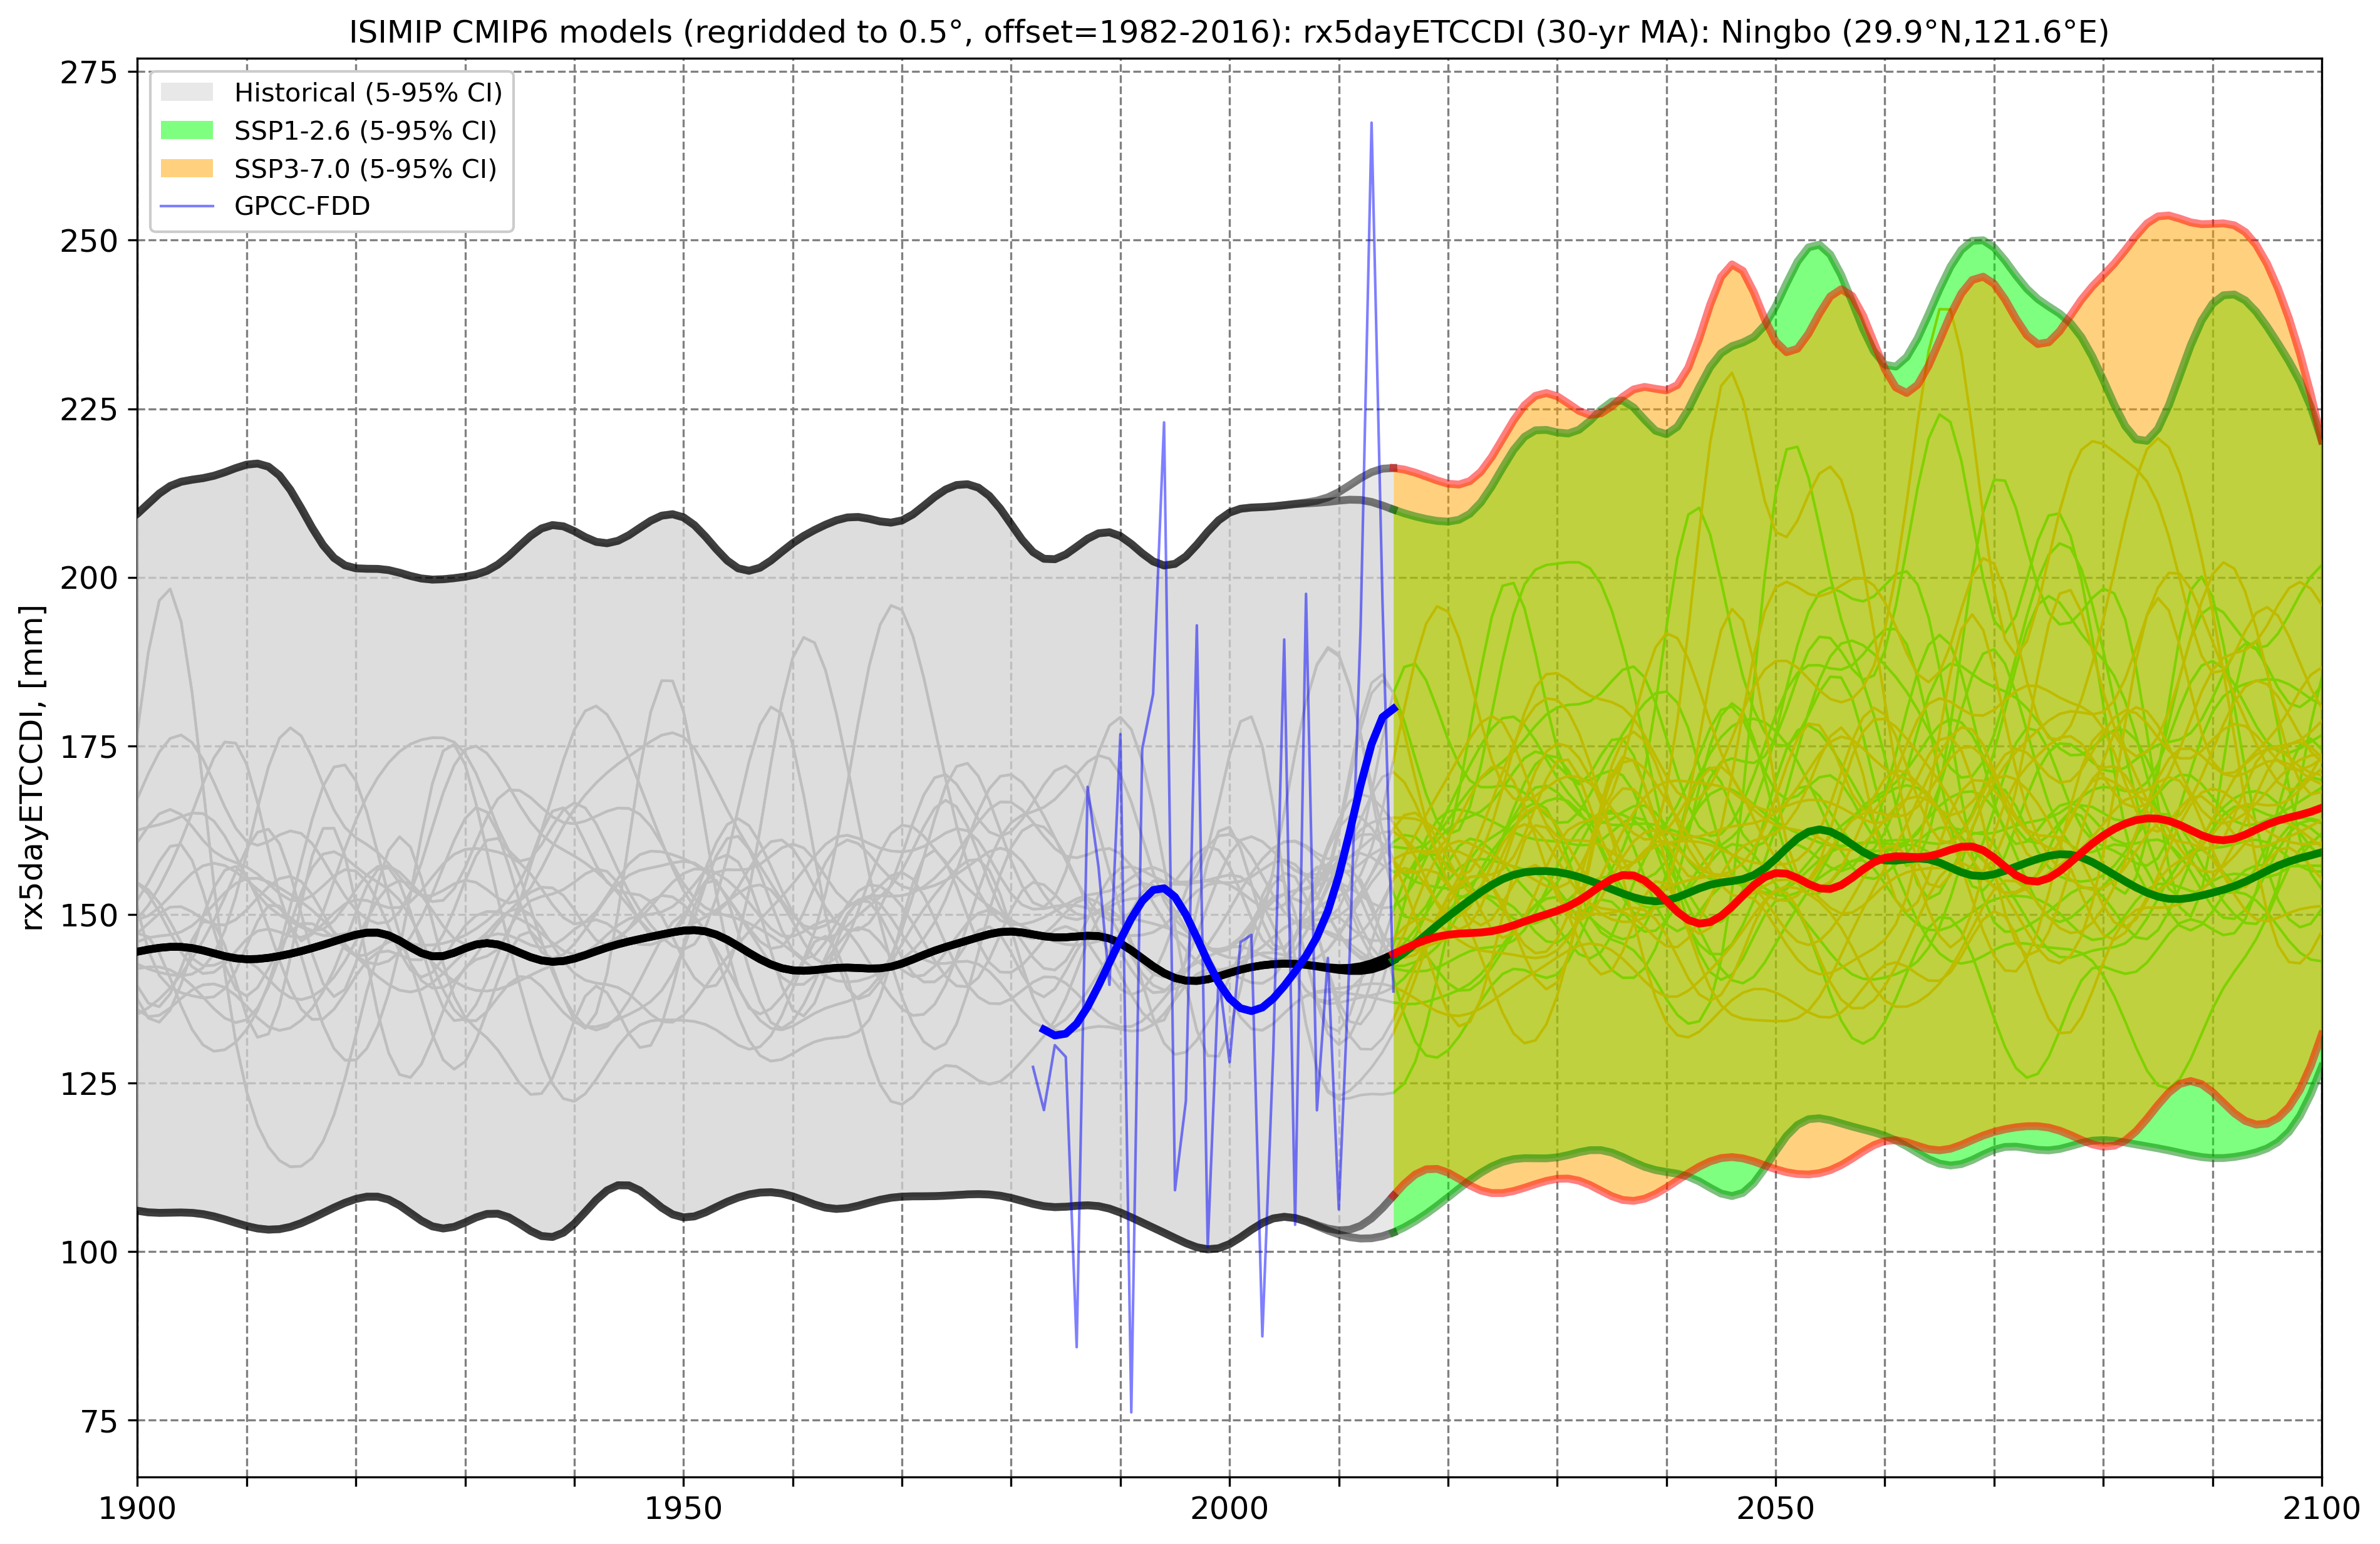 ISIMIP CMIP6 models (regridded to 0.5°, offset=1982-2016): rx5dayETCCDI (30-yr MA): Ningbo (29.9°N,121.6°E)
Historical (5-95% CI)
SSP1-2.6 (5-95% CI)
SSP3-7.0 (5-95% CI)
GPCC-FDD
rx5dayETCCDI, [mm]
275
250
225
200
175
150
125
100
75
1900 1950 2000 2050 2100